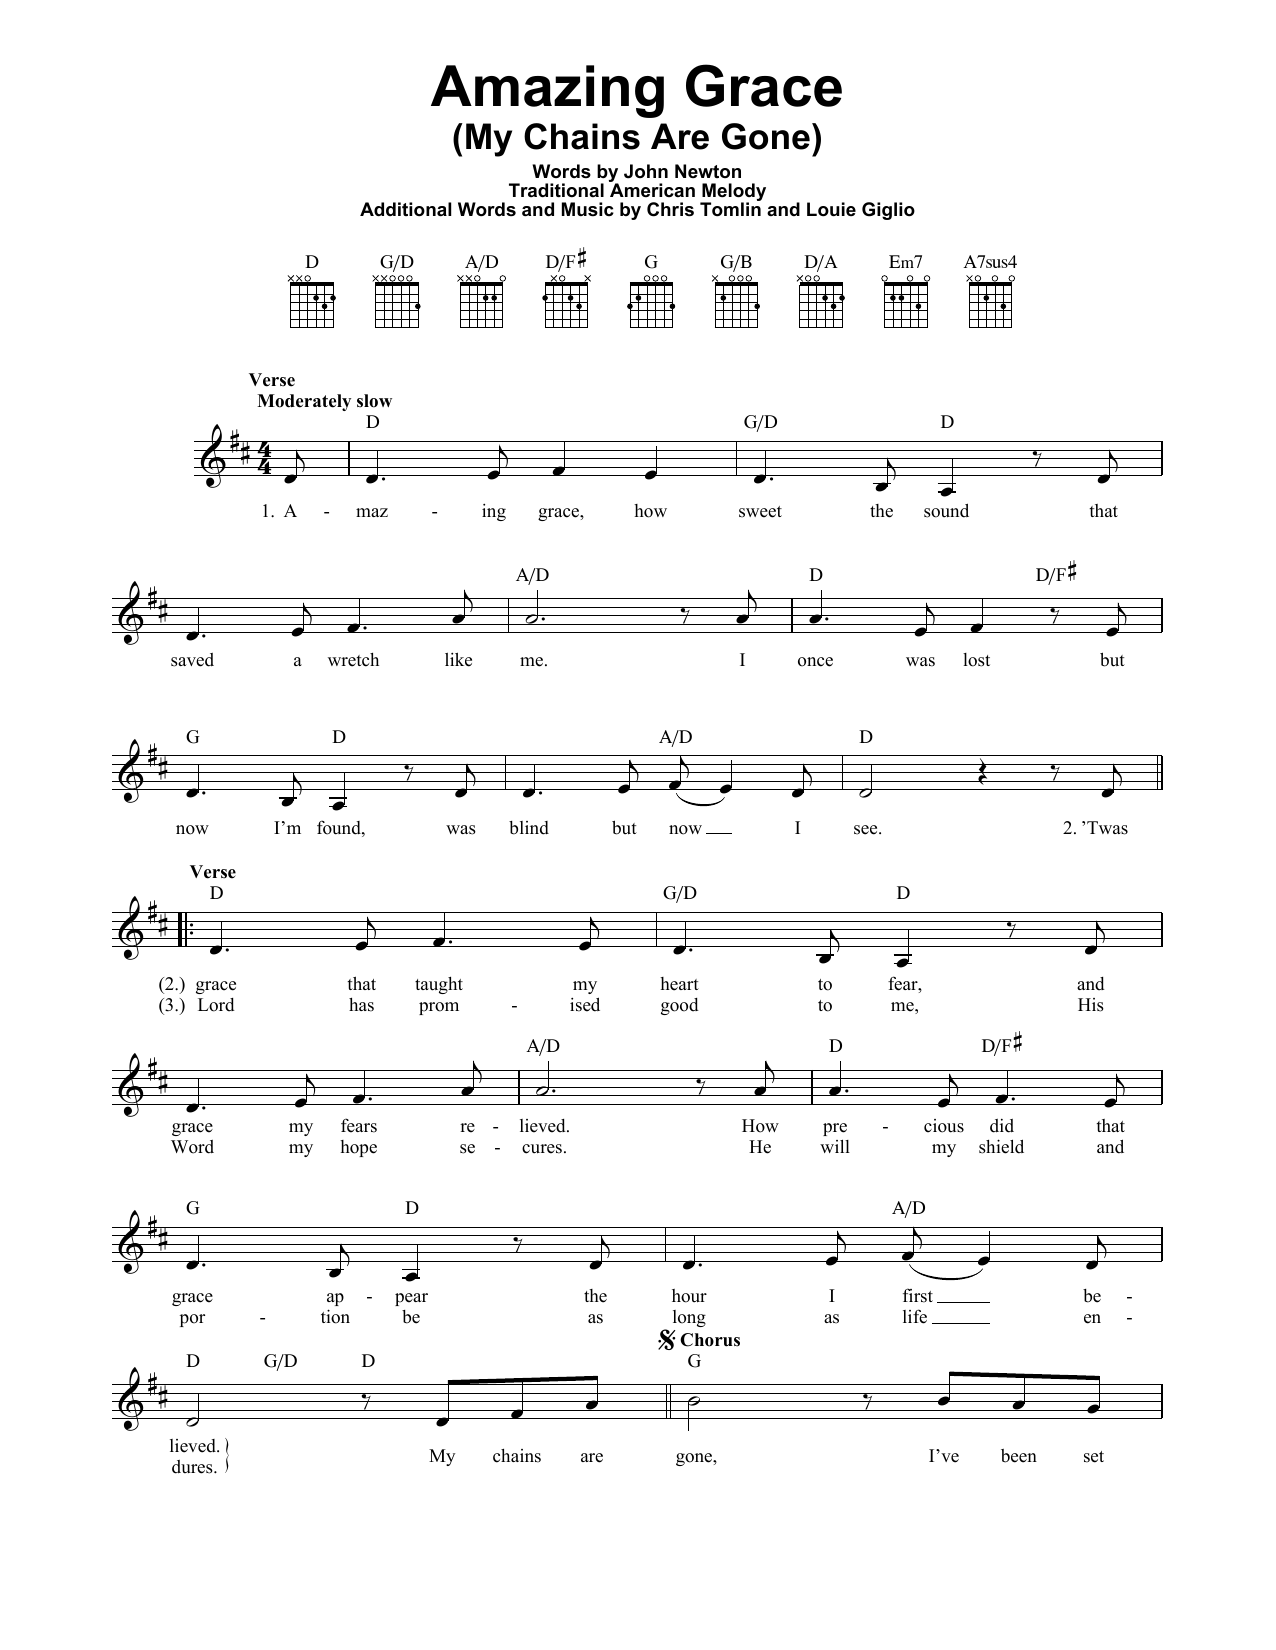 Amazing Grace
(My Chains Are Gone)
Words by John Newton
Traditional American Melody
Additional Words and Music by Chris Tomlin and Louie Giglio
D G/D A/D D/F♯ G G/B D/A Em7 A7sus4
Verse
Moderately slow
D G/D D
1. A - maz - ing grace, how sweet the sound that
A/D D D/F♯
saved a wretch like me. I once was lost but
G D A/D D
now I'm found, was blind but now I see. 2. 'Twas
Verse
D G/D D
(2.) grace that taught my heart to fear, and
(3.) Lord has prom - ised good to me, His
A/D D D/F♯
grace my fears re - lieved. How pre - cious did that
Word my hope se - cures. He will my shield and
G D A/D
grace ap - pear the hour I first be -
por - tion be as long as life en -
Chorus
D G/D D G
lieved.
dures.
My chains are gone, I've been set